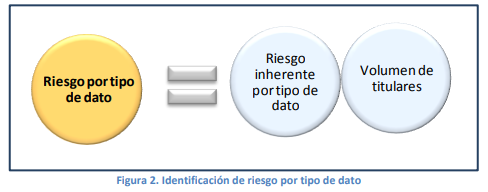 Riesgo por tipo
de dato
Riesgo
inherente
por tipo de
dato
Volumen de
titulares
Figura 2. Identificación de riesgo por tipo de dato